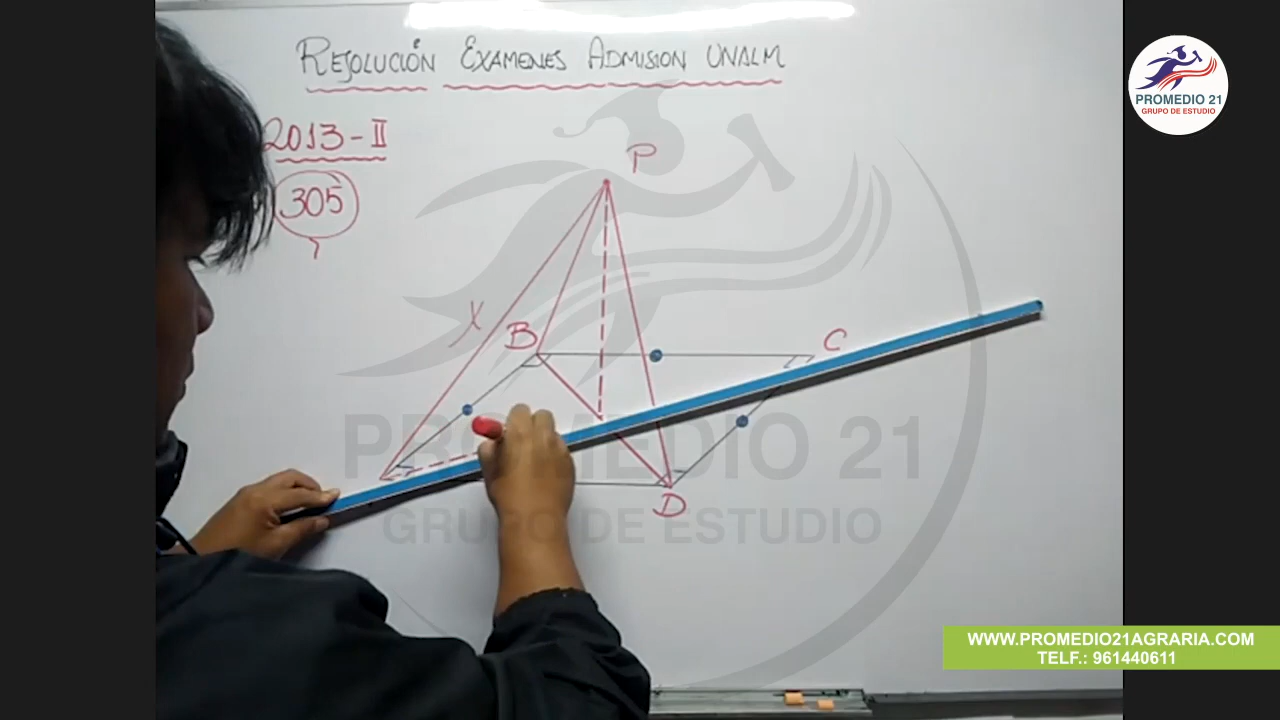 RESOLUCIÓN EXAMENES ADMISION UNALM
2013-II
305
P
X
B
C
D
PROMEDIO 21
GRUPO DE ESTUDIO
PROMEDIO 21
GRUPO DE ESTUDIO
WWW.PROMEDIO21AGRARIA.COM
TELF.: 961440611